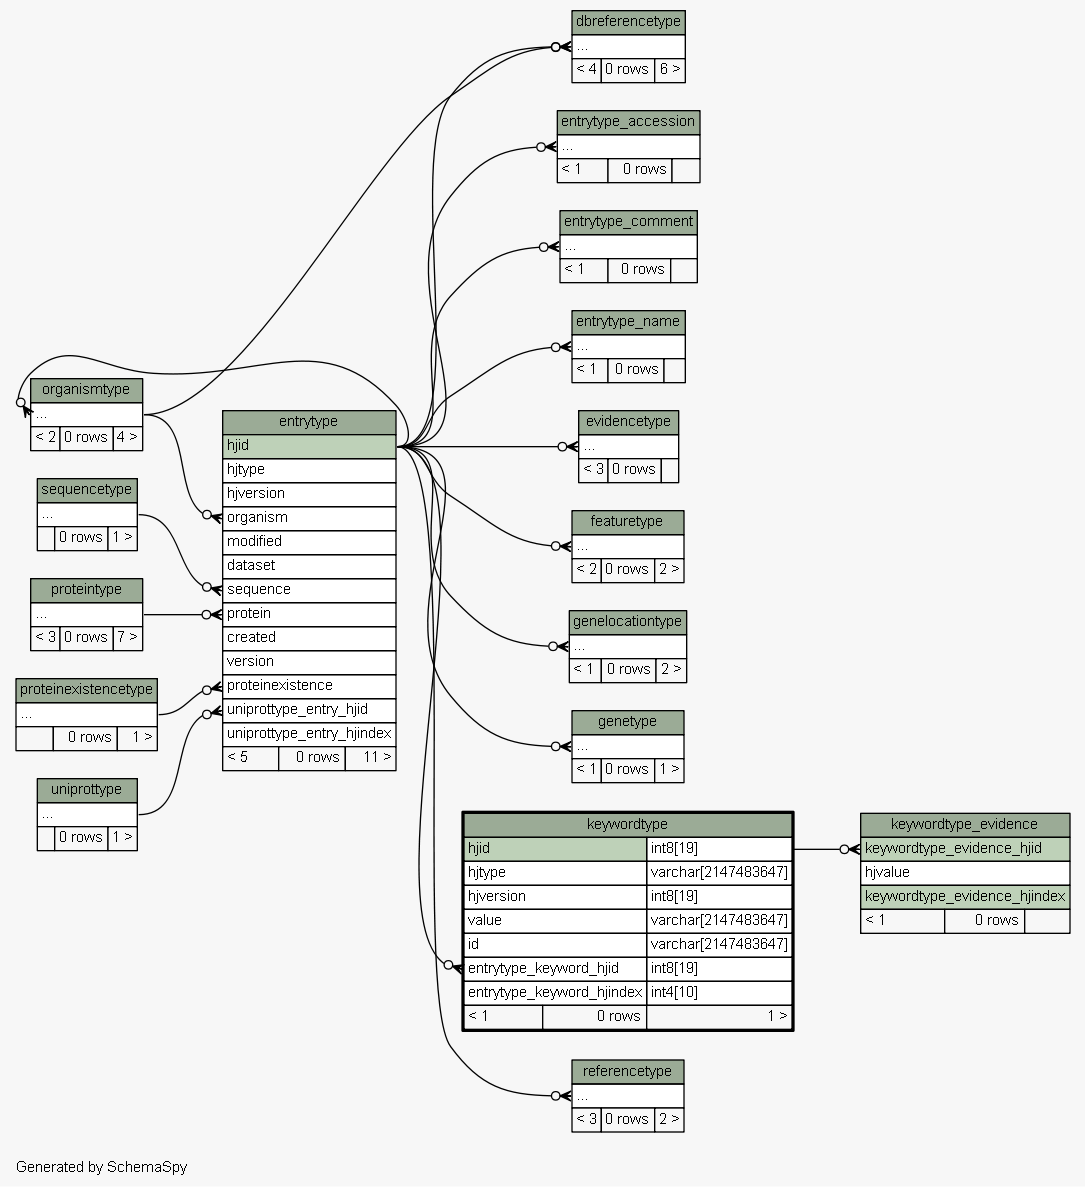 dbreferencetype
...
< 4 0 rows 6 >
entrytype_accession
...
< 1 0 rows
entrytype_comment
...
< 1 0 rows
entrytype_name
...
< 1 0 rows
organismtype
...
< 2 0 rows 4 >
sequencetype
...
0 rows 1 >
proteintype
...
< 3 0 rows 7 >
proteinexistencetype
...
0 rows 1 >
uniprottype
...
0 rows 1 >
entrytype
hjid
hjtype
hjversion
organism
modified
dataset
sequence
protein
created
version
proteinexistence
uniprottype_entry_hjid
uniprottype_entry_hjindex
< 5 0 rows 11 >
evidencetype
...
< 3 0 rows
featuretype
...
< 2 0 rows 2 >
genelocationtype
...
< 1 0 rows 2 >
genetype
...
< 1 0 rows 1 >
keywordtype
hjid int8[19]
hjtype varchar[2147483647]
hjversion int8[19]
value varchar[2147483647]
id varchar[2147483647]
entrytype_keyword_hjid int8[19]
entrytype_keyword_hjindex int4[10]
< 1 0 rows 1 >
keywordtype_evidence
keywordtype_evidence_hjid
hjvalue
keywordtype_evidence_hjindex
< 1 0 rows
referencetype
...
< 3 0 rows 2 >
Generated by SchemaSpy